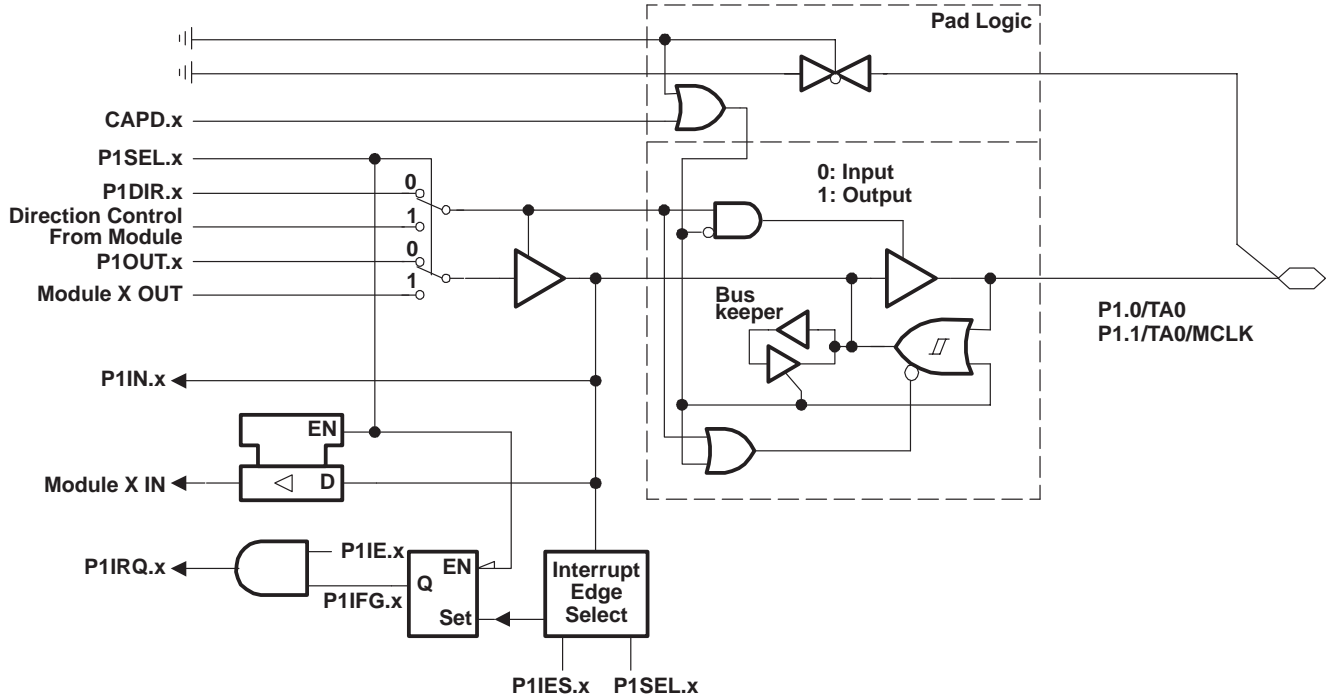 Pad Logic
CAPD.x
P1SEL.x
0: Input
1: Output
P1DIR.x
0
Direction Control
From Module
1
P1OUT.x
0
Module X OUT
1
Bus
keeper
P1.0/TA0
P1.1/TA0/MCLK
P1IN.x
EN
Module X IN
D
P1IE.x
P1IRQ.x
EN
Q
P1IFG.x
Set
Interrupt
Edge
Select
P1IES.x
P1SEL.x